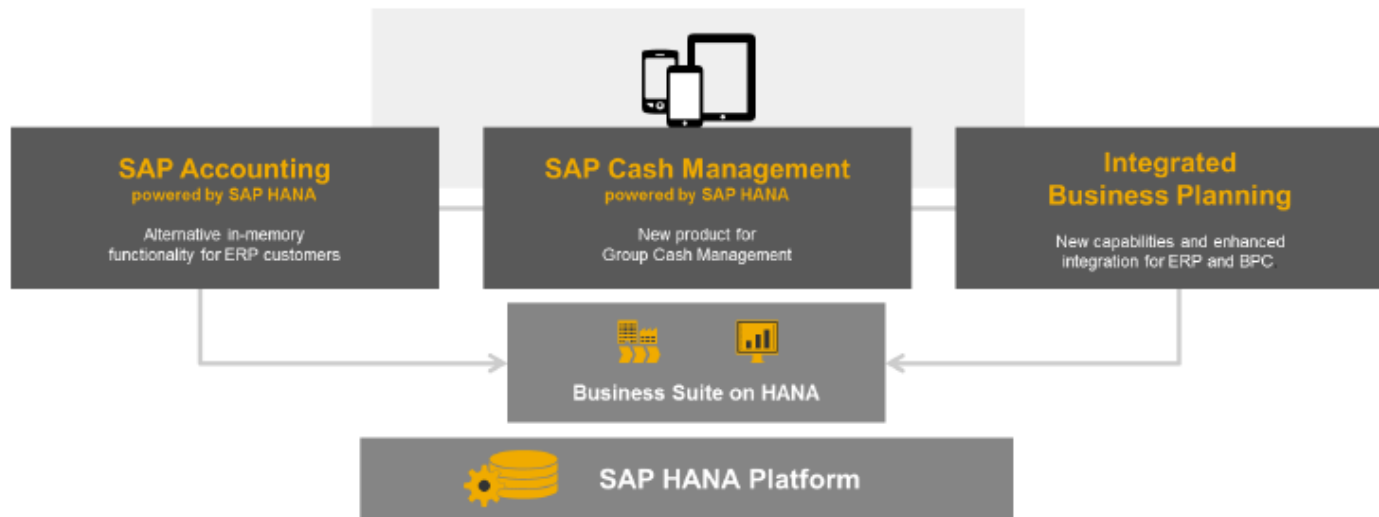 SAP Accounting
powered by SAP HANA
Alternative in-memory
functionality for ERP customers
SAP Cash Management
powered by SAP HANA
New product for
Group Cash Management
Integrated
Business Planning
New capabilities and enhanced
integration for ERP and BPC.
Business Suite on HANA
SAP HANA Platform